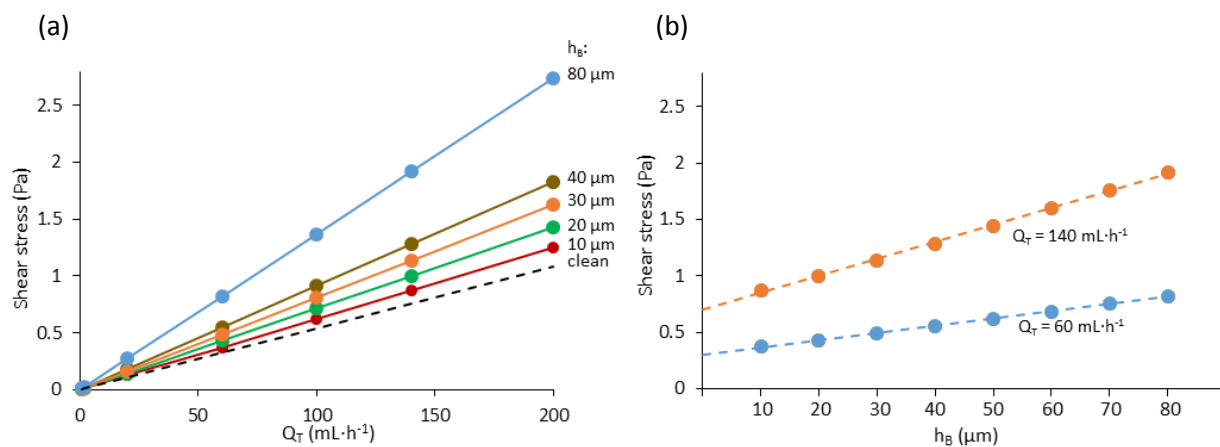 (a)
h_B:
80 µm
40 µm
30 µm
20 µm
10 µm
clean
Shear stress (Pa)
2.5
2
1.5
1
0.5
0
0 50 100 150 200
Q_T (mL·h⁻¹)
(b)
Shear stress (Pa)
2.5
2
1.5
1
0.5
0
Q_T = 140 mL·h⁻¹
Q_T = 60 mL·h⁻¹
10 20 30 40 50 60 70 80
h_B (µm)